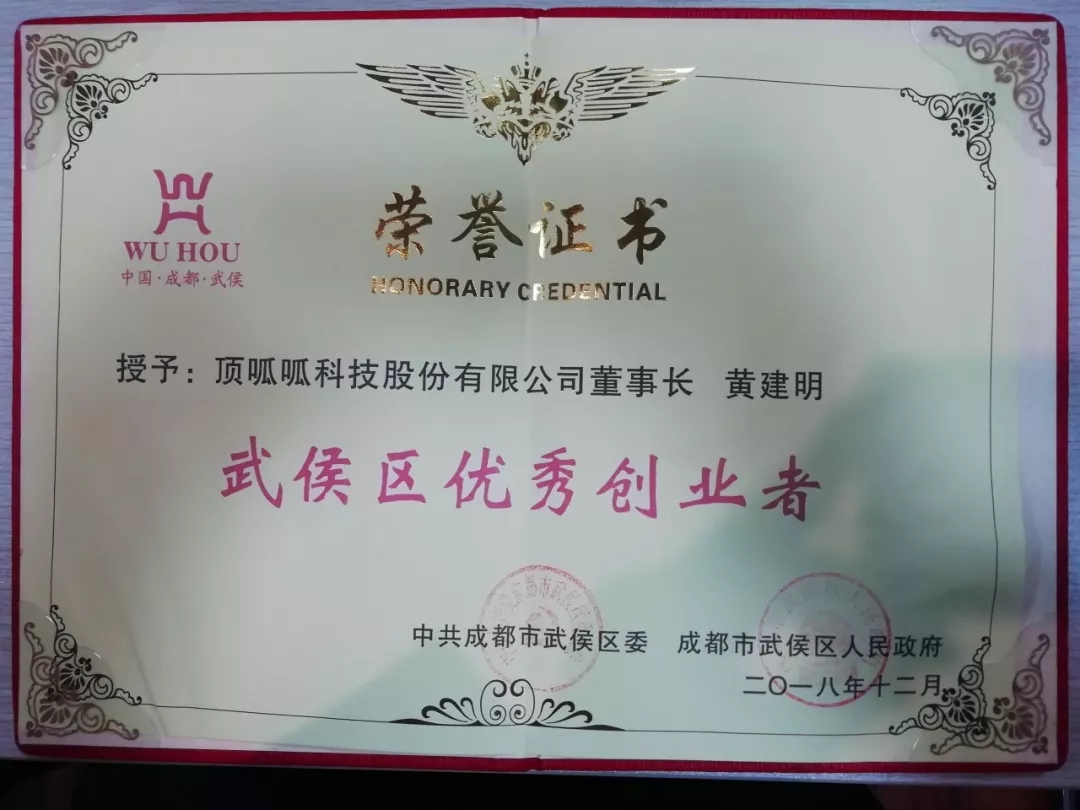 WU HOU
中国·成都·武侯
荣誉证书
HONORARY CREDENTIAL
授予：顶呱呱科技股份有限公司董事长 黄建明
武侯区优秀创业者
中共成都市武侯区委 成都市武侯区人民政府
二〇一八年十二月